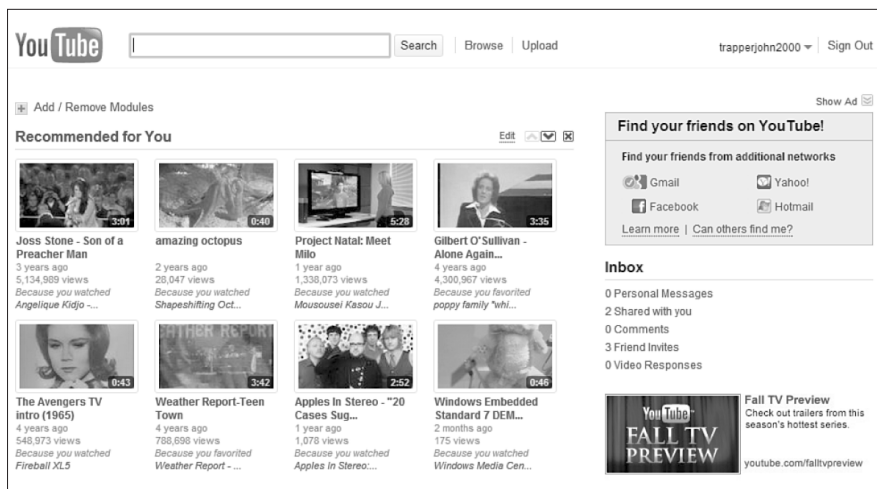 YouTube
Search
Browse
Upload
trapperjohn2000
Sign Out
Add / Remove Modules
Recommended for You
Edit
3:01
Joss Stone - Son of a
Preacher Man
3 years ago
5,134,989 views
Because you watched
Angelique Kidjo -...
0:40
amazing octopus
2 years ago
28,047 views
Because you watched
Shapeshifting Oct...
5:28
Project Natal: Meet
Milo
1 year ago
1,338,073 views
Because you watched
Mousousei Kasou J...
3:35
Gilbert O'Sullivan -
Alone Again...
4 years ago
4,300,967 views
Because you favorited
poppy family "whi...
0:43
The Avengers TV
intro (1965)
4 years ago
548,973 views
Because you watched
Fireball XL5
WEATHER REPORT
3:42
Weather Report-Teen
Town
4 years ago
788,698 views
Because you favorited
Weather Report - ...
2:52
Apples In Stereo - "20
Cases Sug...
1 year ago
1,078 views
Because you watched
Apples In Stereo:...
0:46
Windows Embedded
Standard 7 DEM...
2 months ago
175 views
Because you watched
Windows Media Cen...
Show Ad
Find your friends on YouTube!
Find your friends from additional networks
Gmail
Yahoo!
Facebook
Hotmail
Learn more | Can others find me?
Inbox
0 Personal Messages
2 Shared with you
0 Comments
3 Friend Invites
0 Video Responses
YouTube
FALL TV
PREVIEW
Fall TV Preview
Check out trailers from this
season's hottest series.
youtube.com/falltvpreview